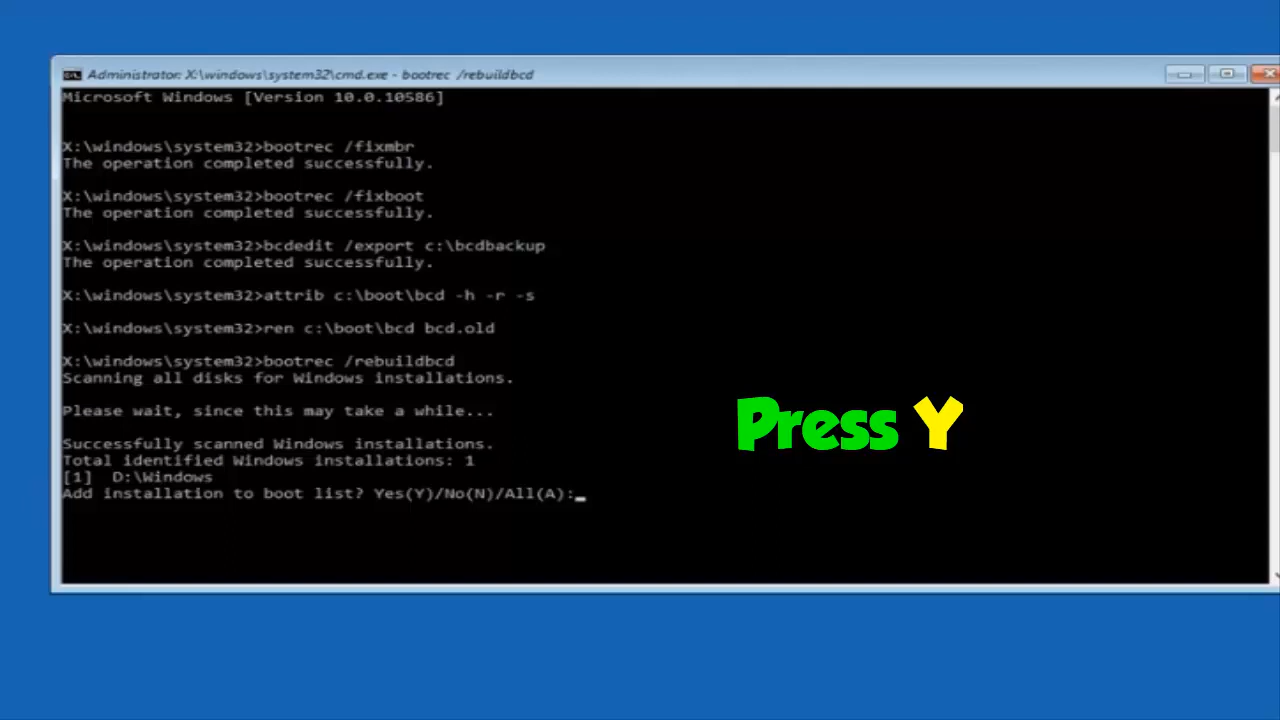 Administrator: X:\windows\system32\cmd.exe - bootrec /rebuildbcd
Microsoft Windows [Version 10.0.10586]
X:\windows\system32>bootrec /fixmbr
The operation completed successfully.
X:\windows\system32>bootrec /fixboot
The operation completed successfully.
X:\windows\system32>bcdedit /export c:\bcdbackup
The operation completed successfully.
X:\windows\system32>attrib c:\boot\bcd -h -r -s
X:\windows\system32>ren c:\boot\bcd bcd.old
X:\windows\system32>bootrec /rebuildbcd
Scanning all disks for Windows installations.
Please wait, since this may take a while...
Successfully scanned Windows installations.
Total identified Windows installations: 1
[1]  D:\Windows
Add installation to boot list? Yes(Y)/No(N)/All(A):
Press Y